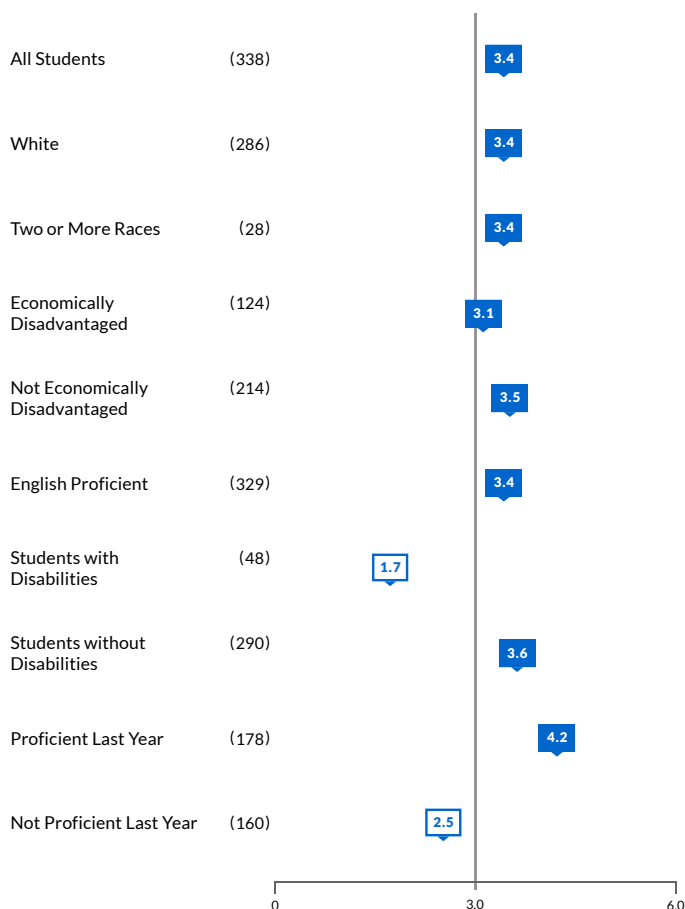 All Students (338) 3.4
White (286) 3.4
Two or More Races (28) 3.4
Economically (124)
Disadvantaged
3.1
Not Economically (214)
Disadvantaged
3.5
English Proficient (329) 3.4
Students with (48)
Disabilities
1.7
Students without (290)
Disabilities
3.6
Proficient Last Year (178) 4.2
Not Proficient Last Year (160) 2.5
0 3.0 6.0